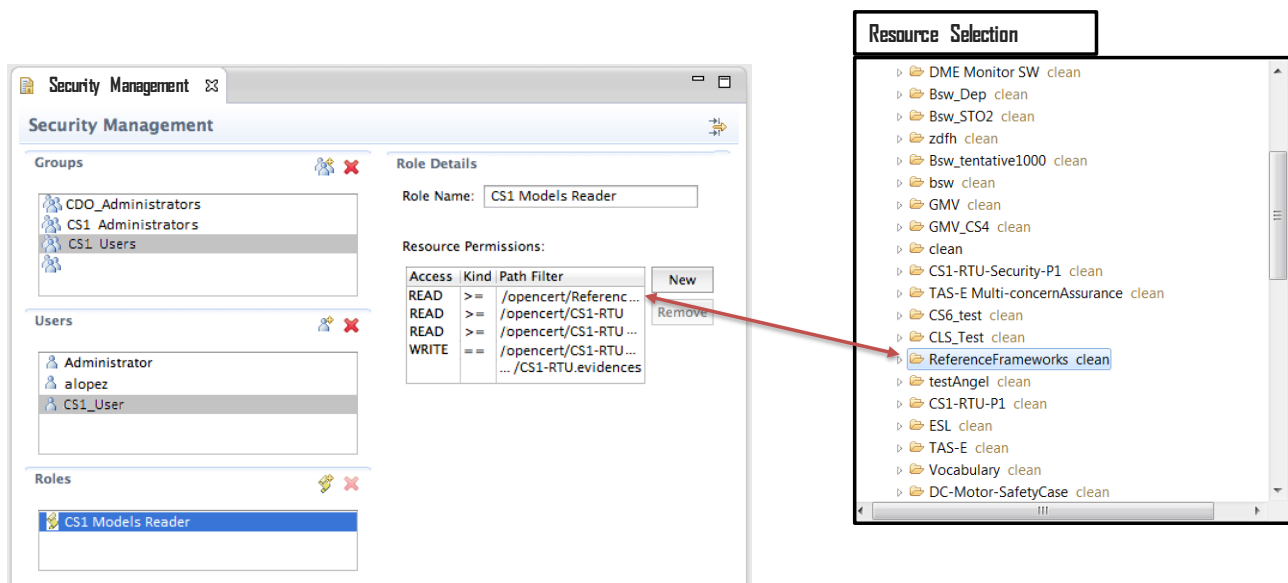 Resource Selection
Security Management
Security Management
Groups
CDO_Administrators
CS1 Administrators
CS1 Users
Users
Administrator
alopez
CS1_User
Roles
CS1 Models Reader
Role Details
Role Name: CS1 Models Reader
Resource Permissions:
Access Kind Path Filter
READ >= /opencert/Referenc...
READ >= /opencert/CS1-RTU
READ >= /opencert/CS1-RTU ...
WRITE == /opencert/CS1-RTU...
... /CS1-RTU.evidences
New
Remove
DME Monitor SW clean
Bsw_Dep clean
Bsw_STO2 clean
zdfh clean
Bsw_tentative1000 clean
bsw clean
GMV clean
GMV_CS4 clean
clean
CS1-RTU-Security-P1 clean
TAS-E Multi-concernAssurance clean
CS6_test clean
CLS_Test clean
ReferenceFrameworks clean
testAngel clean
CS1-RTU-P1 clean
ESL clean
TAS-E clean
Vocabulary clean
DC-Motor-SafetyCase clean